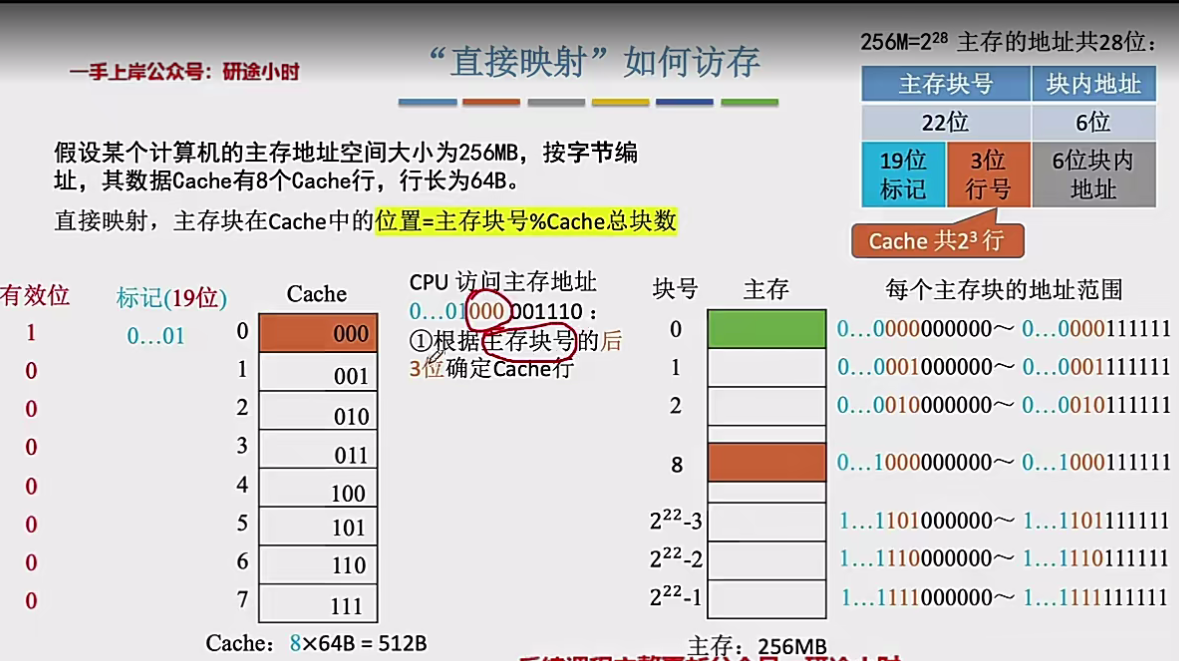 "直接映射"如何访存
一手上岸公众号：研途小时
256M=2²⁸ 主存的地址共28位：
主存块号 块内地址
22位 6位
19位标记 3位行号 6位块内地址
Cache 共2³ 行
假设某个计算机的主存地址空间大小为256MB，按字节编
址，其数据Cache有8个Cache行，行长为64B。
直接映射，主存块在Cache中的位置=主存块号%Cache总块数
有效位 标记(19位) Cache
1 0…01 0 000
0 1 001
0 2 010
0 3 011
0 4 100
0 5 101
0 6 110
0 7 111
Cache：8×64B = 512B
CPU 访问主存地址
0…01000 001110：
①根据主存块号的后
3位确定Cache行
块号 主存 每个主存块的地址范围
0 0…0000000000～ 0…0000111111
1 0…0001000000～ 0…0001111111
2 0…0010000000～ 0…0010111111
8 0…1000000000～ 0…1000111111
2²²-3 1…1101000000～ 1…1101111111
2²²-2 1…1110000000～ 1…1110111111
2²²-1 1…1111000000～ 1…1111111111
主存：256MB